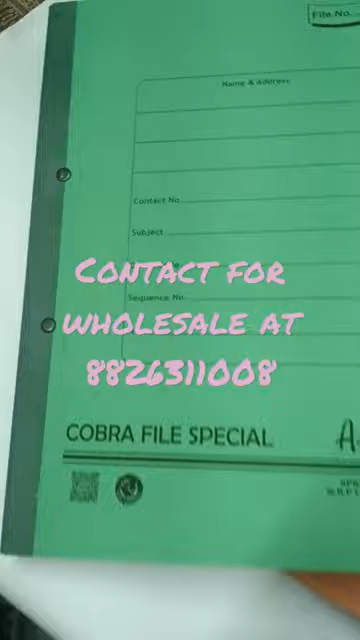 File No.
Name & Address
Contact No
Subject
CONTACT FOR
Sequence No
WHOLESALE AT
8826311008
COBRA FILE SPECIAL